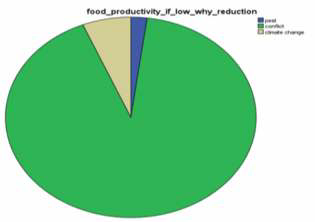 food_productivity_if_low_why_reduction
pest
conflict
climate change